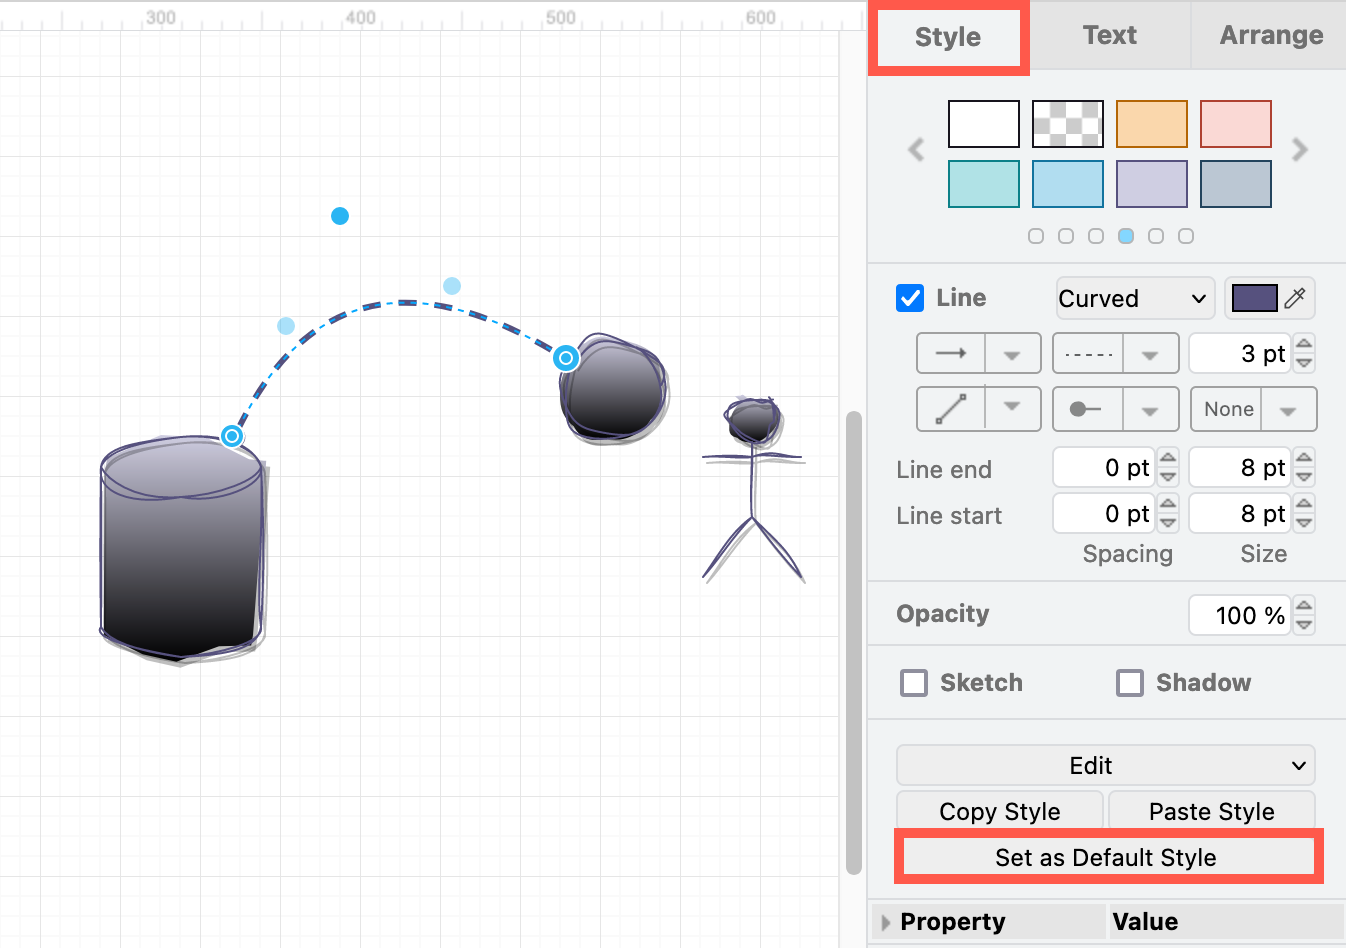 300 400 500 600
Style Text Arrange
Line Curved
3 pt
None
Line end 0 pt 8 pt
Line start 0 pt 8 pt
Spacing Size
Opacity 100 %
Sketch Shadow
Edit
Copy Style Paste Style
Set as Default Style
Property Value